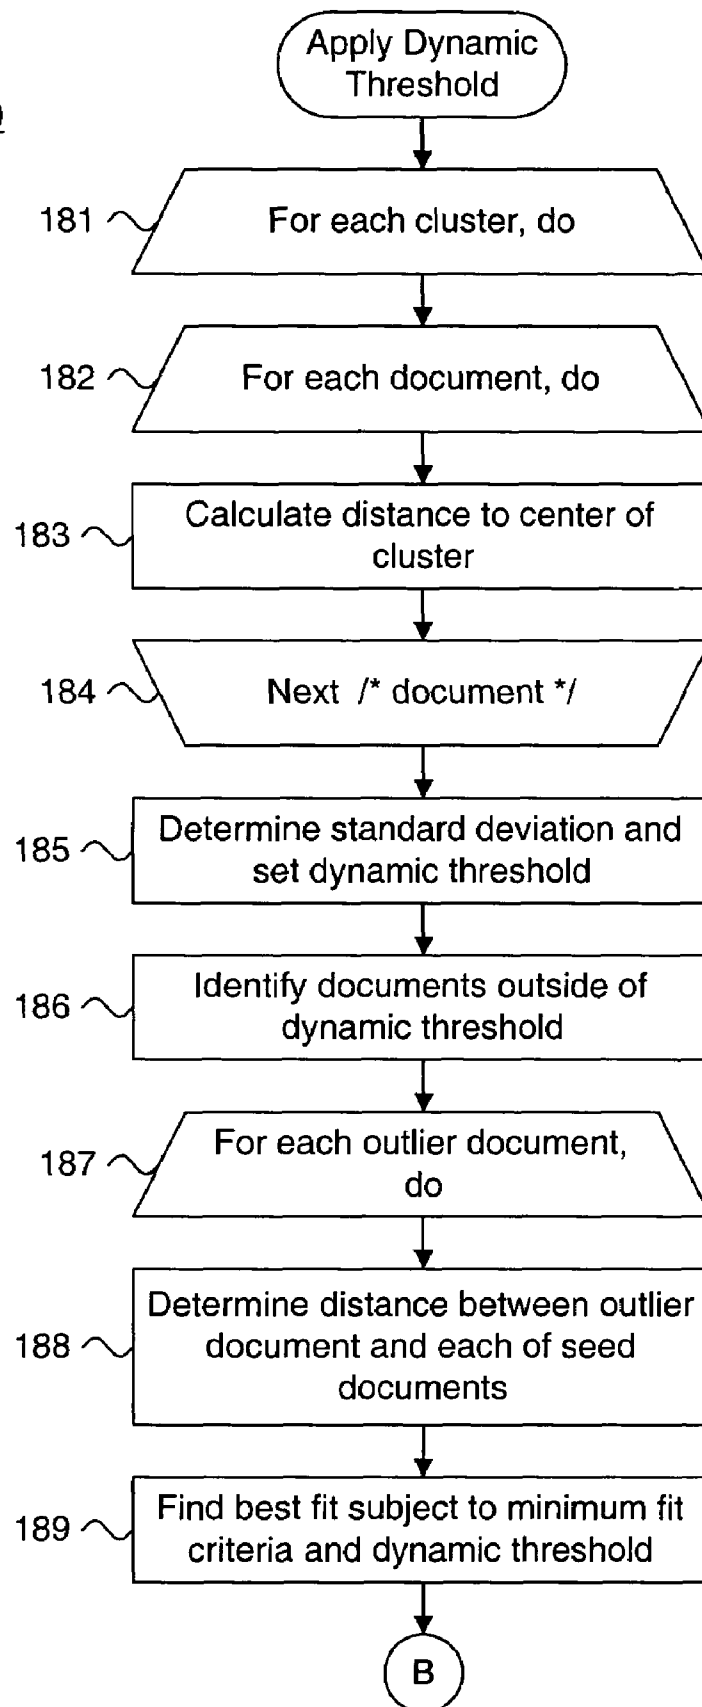 Apply Dynamic
Threshold
181
For each cluster, do
182
For each document, do
183
Calculate distance to center of
cluster
184
Next /* document */
185
Determine standard deviation and
set dynamic threshold
186
Identify documents outside of
dynamic threshold
187
For each outlier document,
do
188
Determine distance between outlier
document and each of seed
documents
189
Find best fit subject to minimum fit
criteria and dynamic threshold
B